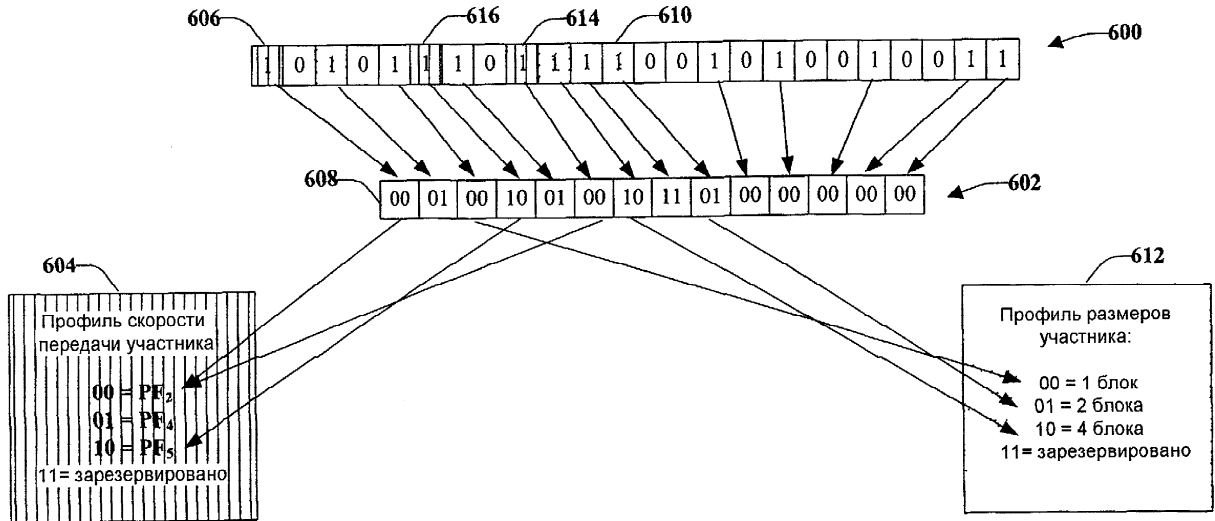 606 616 614 610
1 0 1 0 1 1 1 0 1 1 1 1 0 0 1 0 1 0 0 1 0 0 1 1 600
608 00 01 00 10 01 00 10 11 01 00 00 00 00 00 602
604
Профиль скорости
передачи участника
00 = PF₂
01 = PF₄
10 = PF₅
11= зарезервировано
612
Профиль размеров
участника:
00 = 1 блок
01 = 2 блока
10 = 4 блока
11= зарезервировано